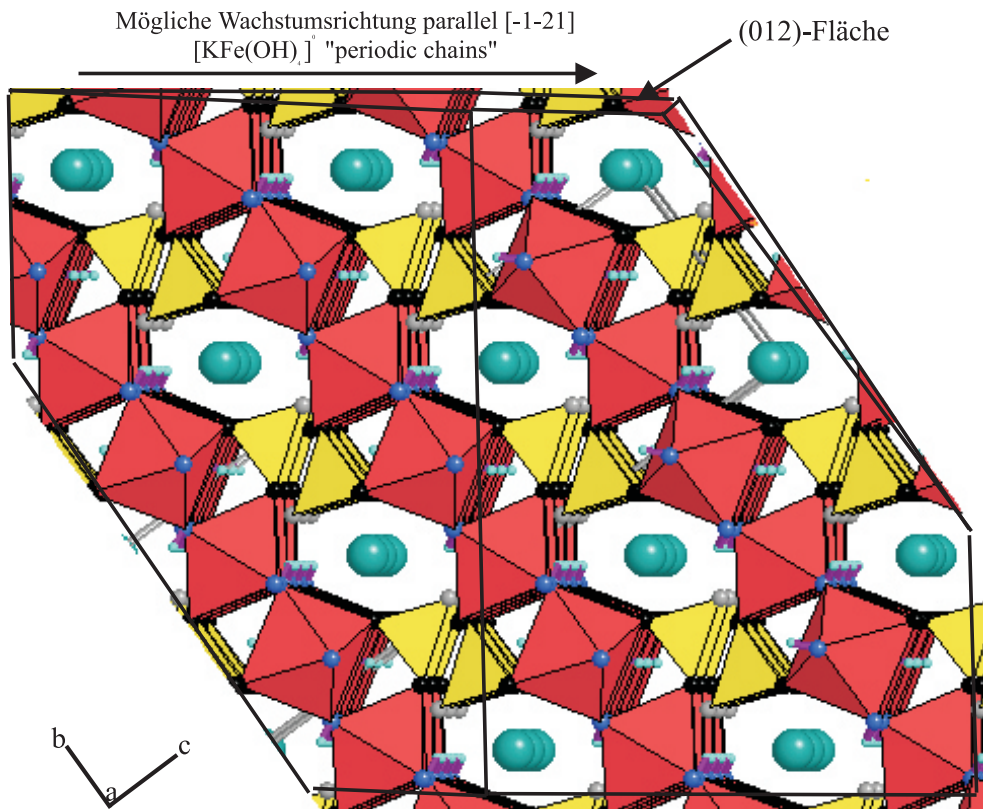 Mögliche Wachstumsrichtung parallel [-1-21]
[KFe(OH)₄]° "periodic chains"
(012)-Fläche
b
c
a